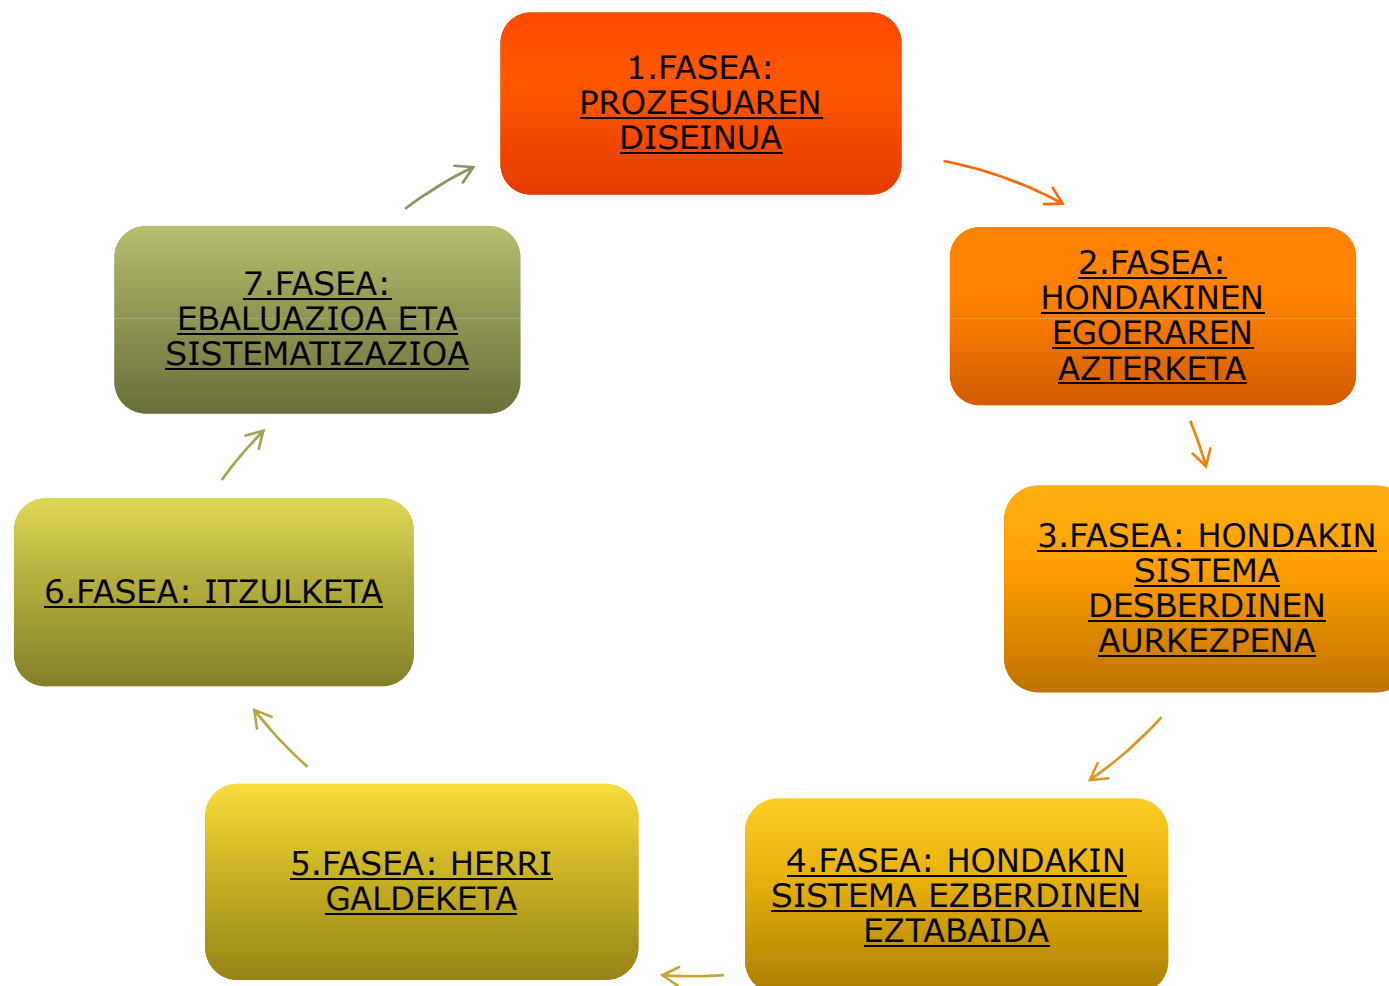 1.FASEA:
PROZESUAREN
DISEINUA
2.FASEA:
HONDAKINEN
EGOERAREN
AZTERKETA
3.FASEA: HONDAKIN
SISTEMA
DESBERDINEN
AURKEZPENA
4.FASEA: HONDAKIN
SISTEMA EZBERDINEN
EZTABAIDA
5.FASEA: HERRI
GALDEKETA
6.FASEA: ITZULKETA
7.FASEA:
EBALUAZIOA ETA
SISTEMATIZAZIOA